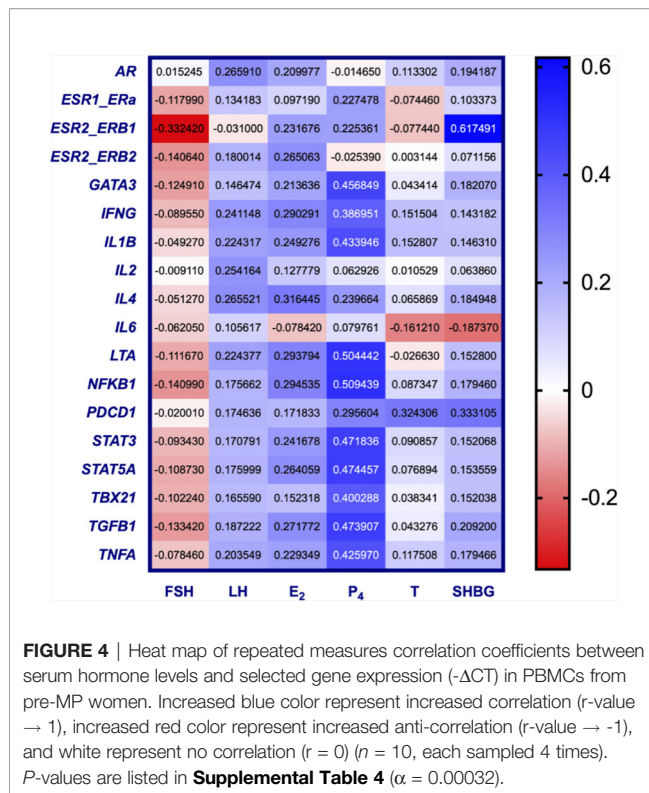 AR 0.015245 0.265910 0.209977 -0.014650 0.113302 0.194187
ESR1_ERa -0.117990 0.134183 0.097190 0.227478 -0.074460 0.103373
ESR2_ERB1 -0.332420 -0.031000 0.231676 0.225361 -0.077440 0.617491
ESR2_ERB2 -0.140640 0.180014 0.265063 -0.025390 0.003144 0.071156
GATA3 -0.124910 0.146474 0.213636 0.456849 0.043414 0.182070
IFNG -0.089550 0.241148 0.290291 0.386951 0.151504 0.143182
IL1B -0.049270 0.224317 0.249276 0.433946 0.152807 0.146310
IL2 -0.009110 0.254164 0.127779 0.062926 0.010529 0.063860
IL4 -0.051270 0.265521 0.316445 0.239664 0.065869 0.184948
IL6 -0.062050 0.105617 -0.078420 0.079761 -0.161210 -0.187370
LTA -0.111670 0.224377 0.293794 0.504442 -0.026630 0.152800
NFKB1 -0.140990 0.175662 0.294535 0.509439 0.087347 0.179460
PDCD1 -0.020010 0.174636 0.171833 0.295604 0.324306 0.333105
STAT3 -0.093430 0.170791 0.241678 0.471836 0.090857 0.152068
STAT5A -0.108730 0.175999 0.264059 0.474457 0.076894 0.153559
TBX21 -0.102240 0.165590 0.152318 0.400288 0.038341 0.152038
TGFB1 -0.133420 0.187222 0.271772 0.473907 0.043276 0.209200
TNFA -0.078460 0.203549 0.229349 0.425970 0.117508 0.179466
FSH LH E₂ P₄ T SHBG
0.6
0.4
0.2
0
-0.2
FIGURE 4 | Heat map of repeated measures correlation coefficients between
serum hormone levels and selected gene expression (-ΔCT) in PBMCs from
pre-MP women. Increased blue color represent increased correlation (r-value
→ 1), increased red color represent increased anti-correlation (r-value → -1),
and white represent no correlation (r = 0) (n = 10, each sampled 4 times).
P-values are listed in Supplemental Table 4 (α = 0.00032).